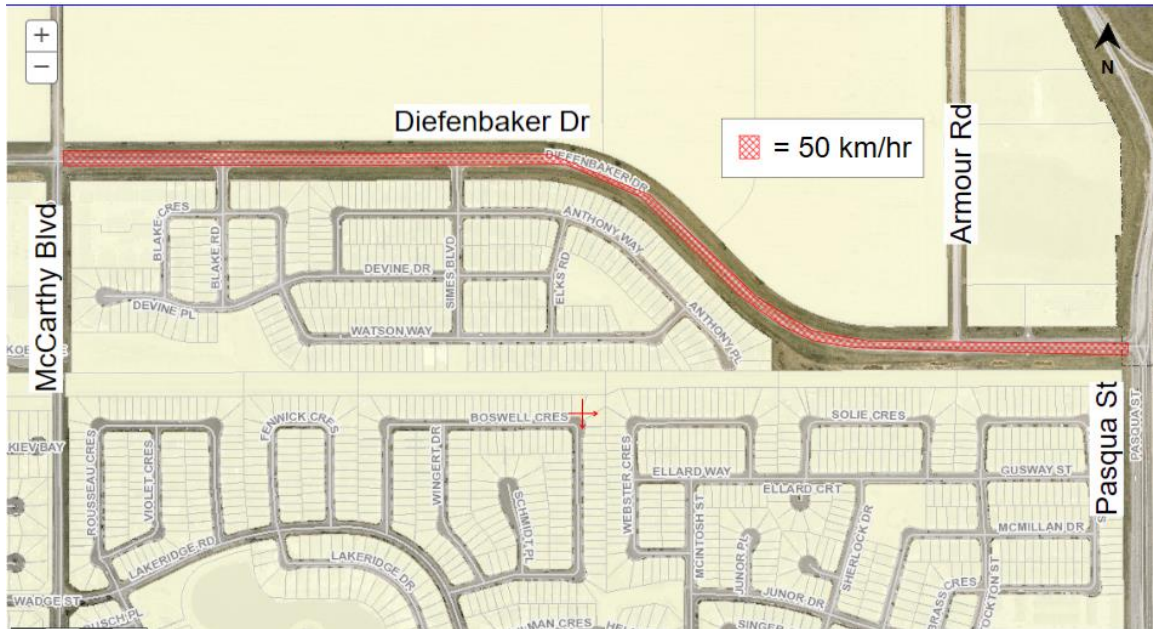 +
−
N
Diefenbaker Dr
= 50 km/hr
Armour Rd
McCarthy Blvd
Pasqua St
DIEFENBAKER DR
BLAKE CRES
BLAKE RD
SIMES BLVD
ANTHONY WAY
ELKS RD
DEVINE DR
DEVINE PL
WATSON WAY
ANTHONY PL
PASQUA ST
KIEV BAY
ROUSSEAU CRES
VIOLET CRES
FENWICK CRES
WINGERT DR
BOSWELL CRES
SCHMIDT PL
WEBSTER CRES
SOLIE CRES
ELLARD WAY
ELLARD CRT
GUSWAY ST
MCINTOSH ST
JUNOR PL
SHERLOCK DR
MCMILLAN DR
LAKERIDGE RD
LAKERIDGE DR
JUNOR DR
BRASS CRES
WADGE ST